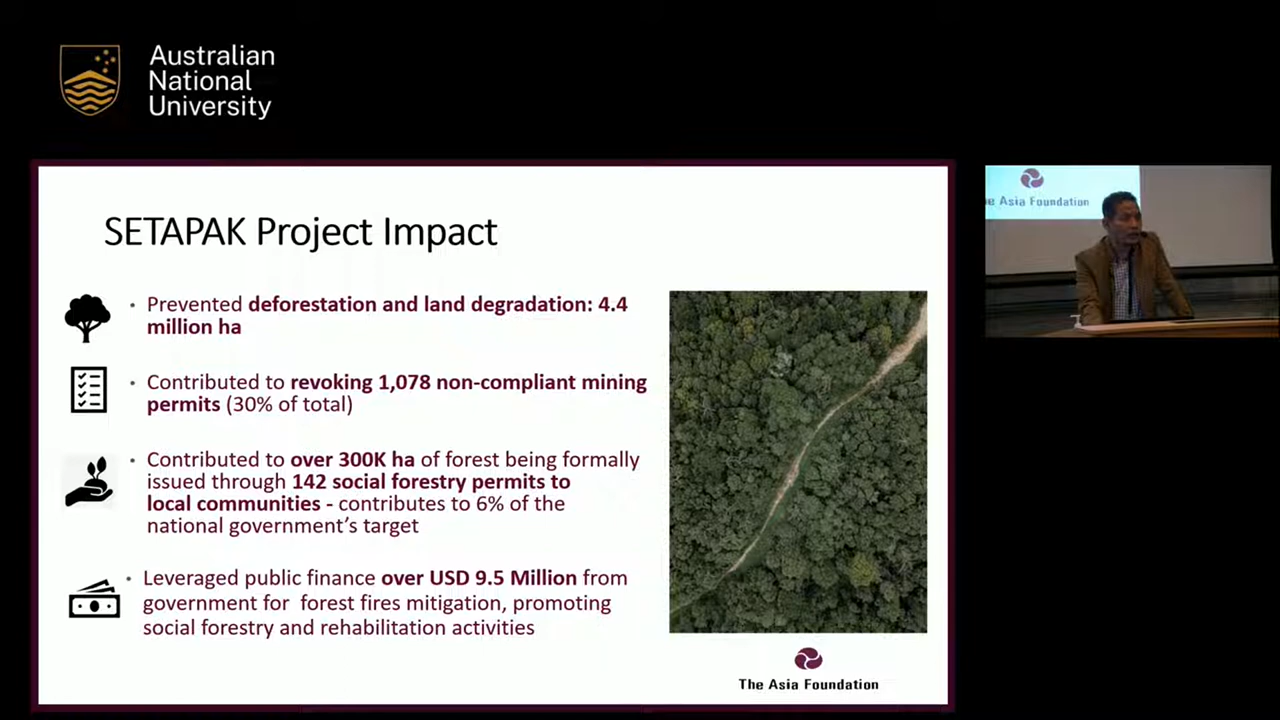 Australian
National
University
SETAPAK Project Impact
• Prevented deforestation and land degradation: 4.4
million ha
• Contributed to revoking 1,078 non-compliant mining
permits (30% of total)
• Contributed to over 300K ha of forest being formally
issued through 142 social forestry permits to
local communities - contributes to 6% of the
national government's target
• Leveraged public finance over USD 9.5 Million from
government for forest fires mitigation, promoting
social forestry and rehabilitation activities
The Asia Foundation
e Asia Foundation